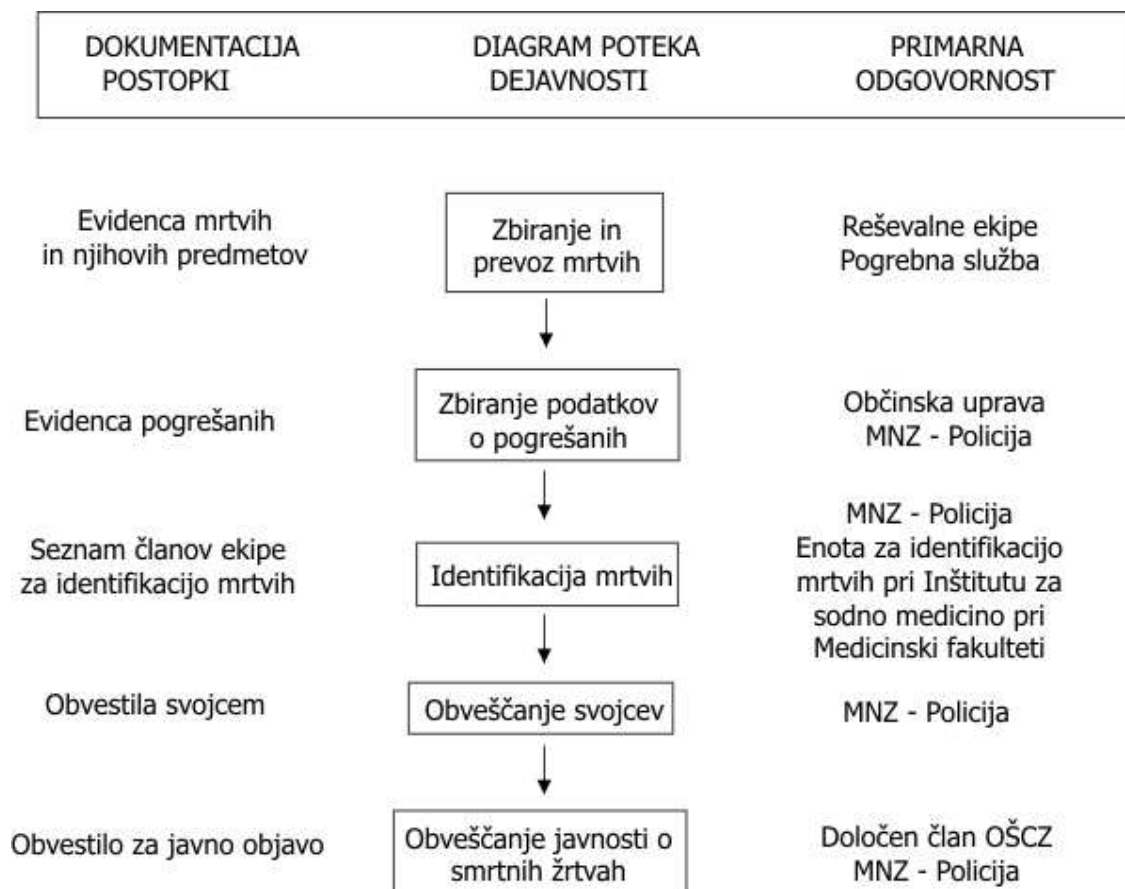 DOKUMENTACIJA
POSTOPKI
DIAGRAM POTEKA
DEJAVNOSTI
PRIMARNA
ODGOVORNOST
Evidenca mrtvih
in njihovih predmetov
Zbiranje in
prevoz mrtvih
Reševalne ekipe
Pogrebna služba
Evidenca pogrešanih
Zbiranje podatkov
o pogrešanih
Občinska uprava
MNZ - Policija
Seznam članov ekipe
za identifikacijo mrtvih
Identifikacija mrtvih
MNZ - Policija
Enota za identifikacijo
mrtvih pri Inštitutu za
sodno medicino pri
Medicinski fakulteti
Obvestila svojcem
Obveščanje svojcev
MNZ - Policija
Obvestilo za javno objavo
Obveščanje javnosti o
smrtnih žrtvah
Določen član OŠCZ
MNZ - Policija